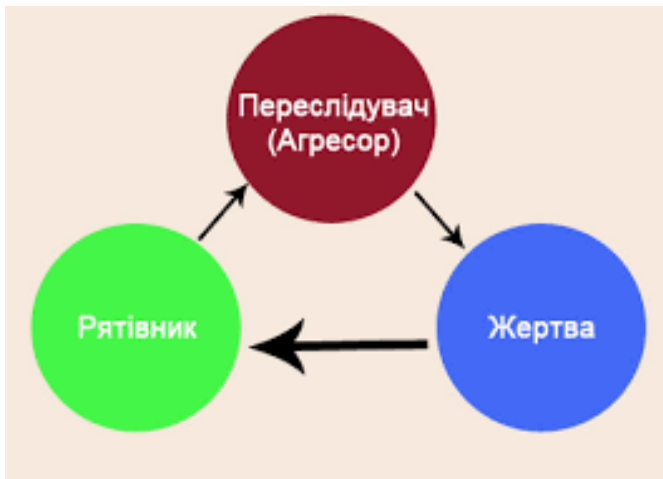 Переслідувач
(Агресор)
Рятівник
Жертва